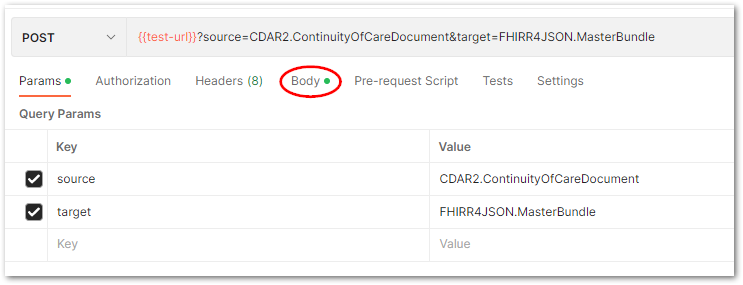 POST {{test-url}}?source=CDAR2.ContinuityOfCareDocument&target=FHIRR4JSON.MasterBundle
Params Authorization Headers (8) Body Pre-request Script Tests Settings
Query Params
Key Value
source CDAR2.ContinuityOfCareDocument
target FHIRR4JSON.MasterBundle
Key Value